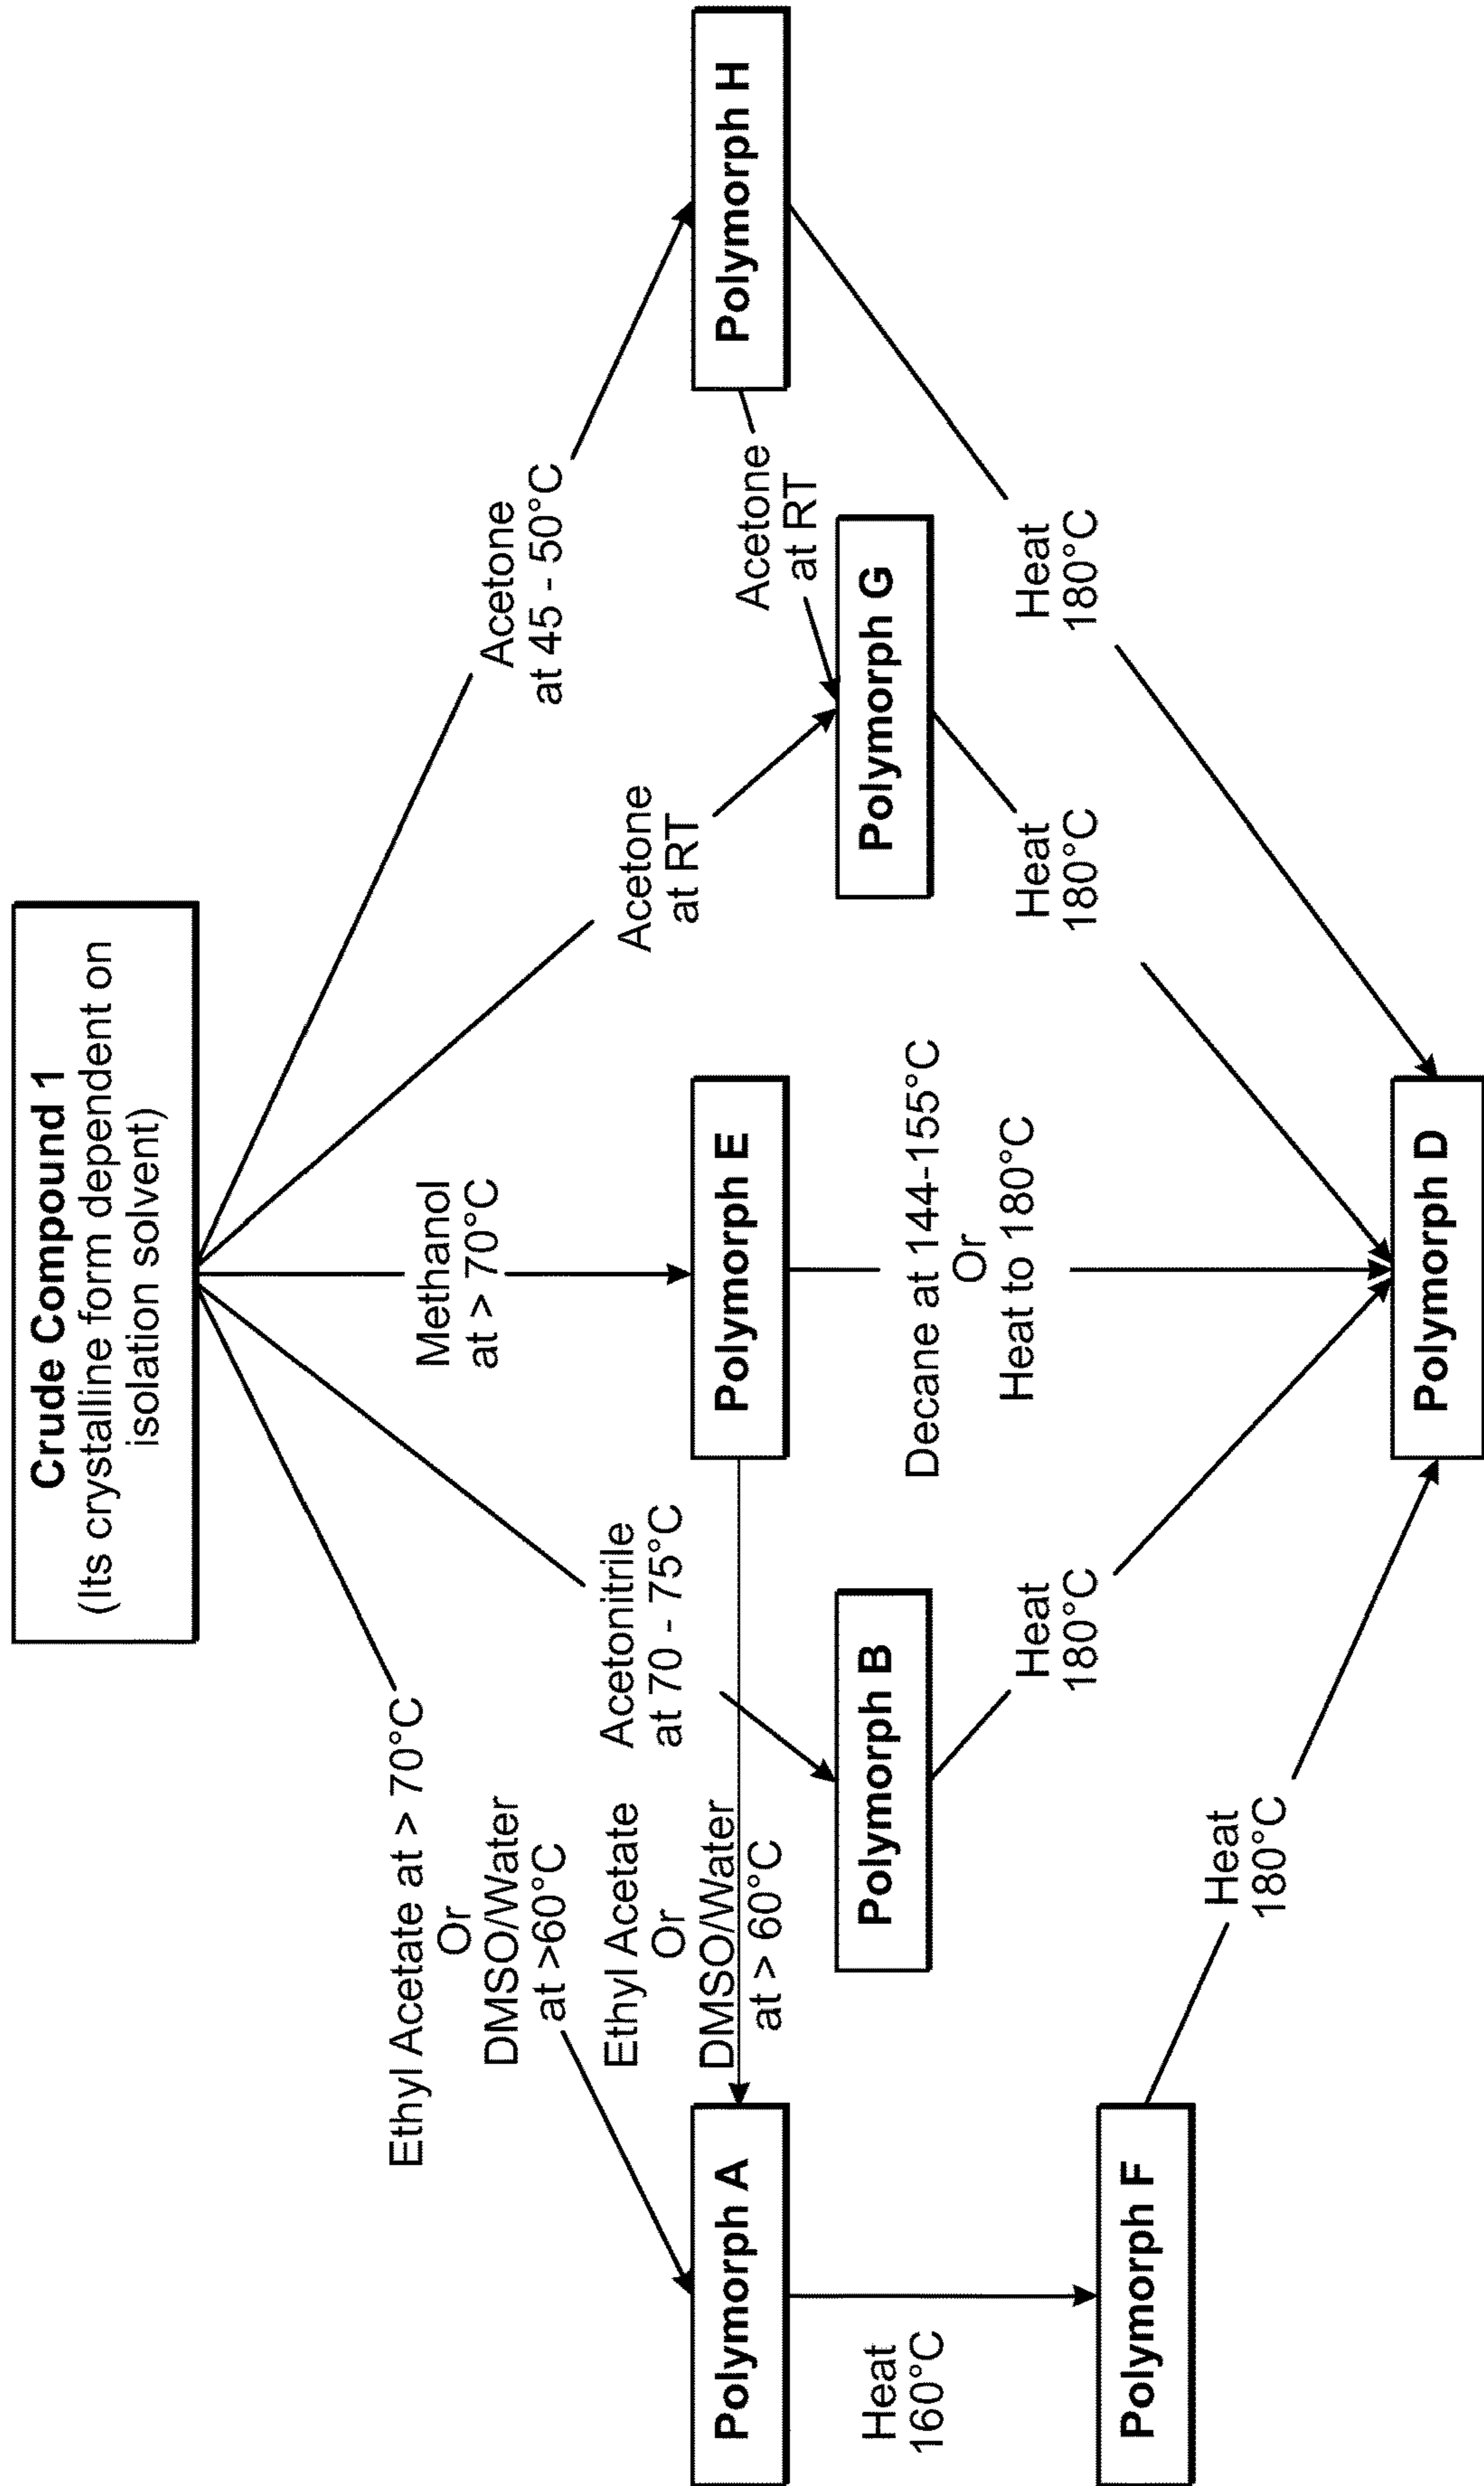 Crude Compound 1
(Its crystalline form dependent on
isolation solvent)
Ethyl Acetate at > 70°C
Or
DMSO/Water
at >60°C
Acetonitrile
at 70 - 75°C
Methanol
at > 70°C
Acetone
at RT
Acetone
at 45 - 50°C
Ethyl Acetate
Or
DMSO/Water
at > 60°C
Polymorph A
Polymorph E
Polymorph H
Acetone
at RT
Polymorph B
Polymorph G
Heat
160°C
Decane at 144-155°C
Or
Heat to 180°C
Heat
180°C
Heat
180°C
Heat
180°C
Polymorph F
Heat
180°C
Polymorph D